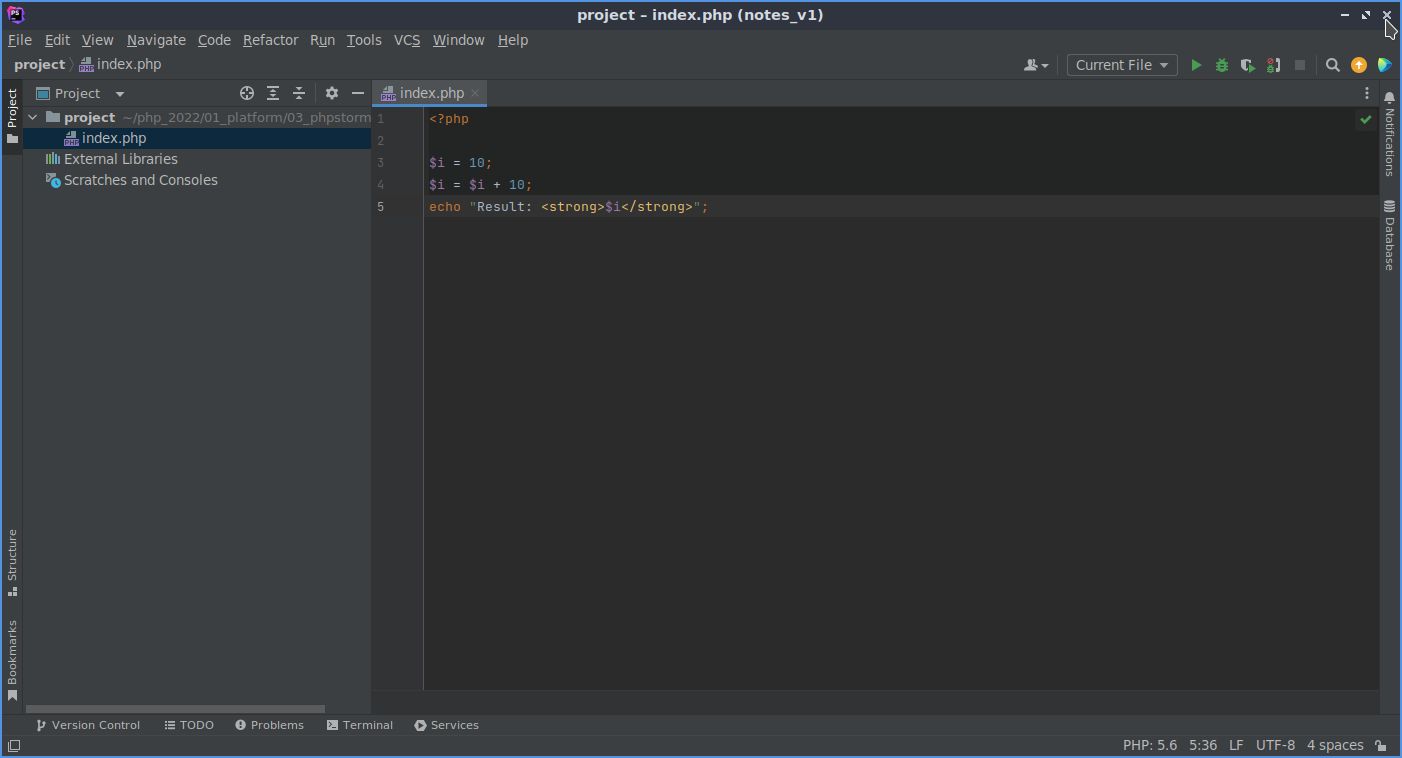 project – index.php (notes_v1)
File Edit View Navigate Code Refactor Run Tools VCS Window Help
project index.php
Current File
Project
Project
index.php
project ~/php_2022/01_platform/03_phpstorm
index.php
External Libraries
Scratches and Consoles
1 <?php
2
3 $i = 10;
4 $i = $i + 10;
5 echo "Result: <strong>$i</strong>";
Notifications
Database
Structure
Bookmarks
Version Control TODO Problems Terminal Services
PHP: 5.6 5:36 LF UTF-8 4 spaces